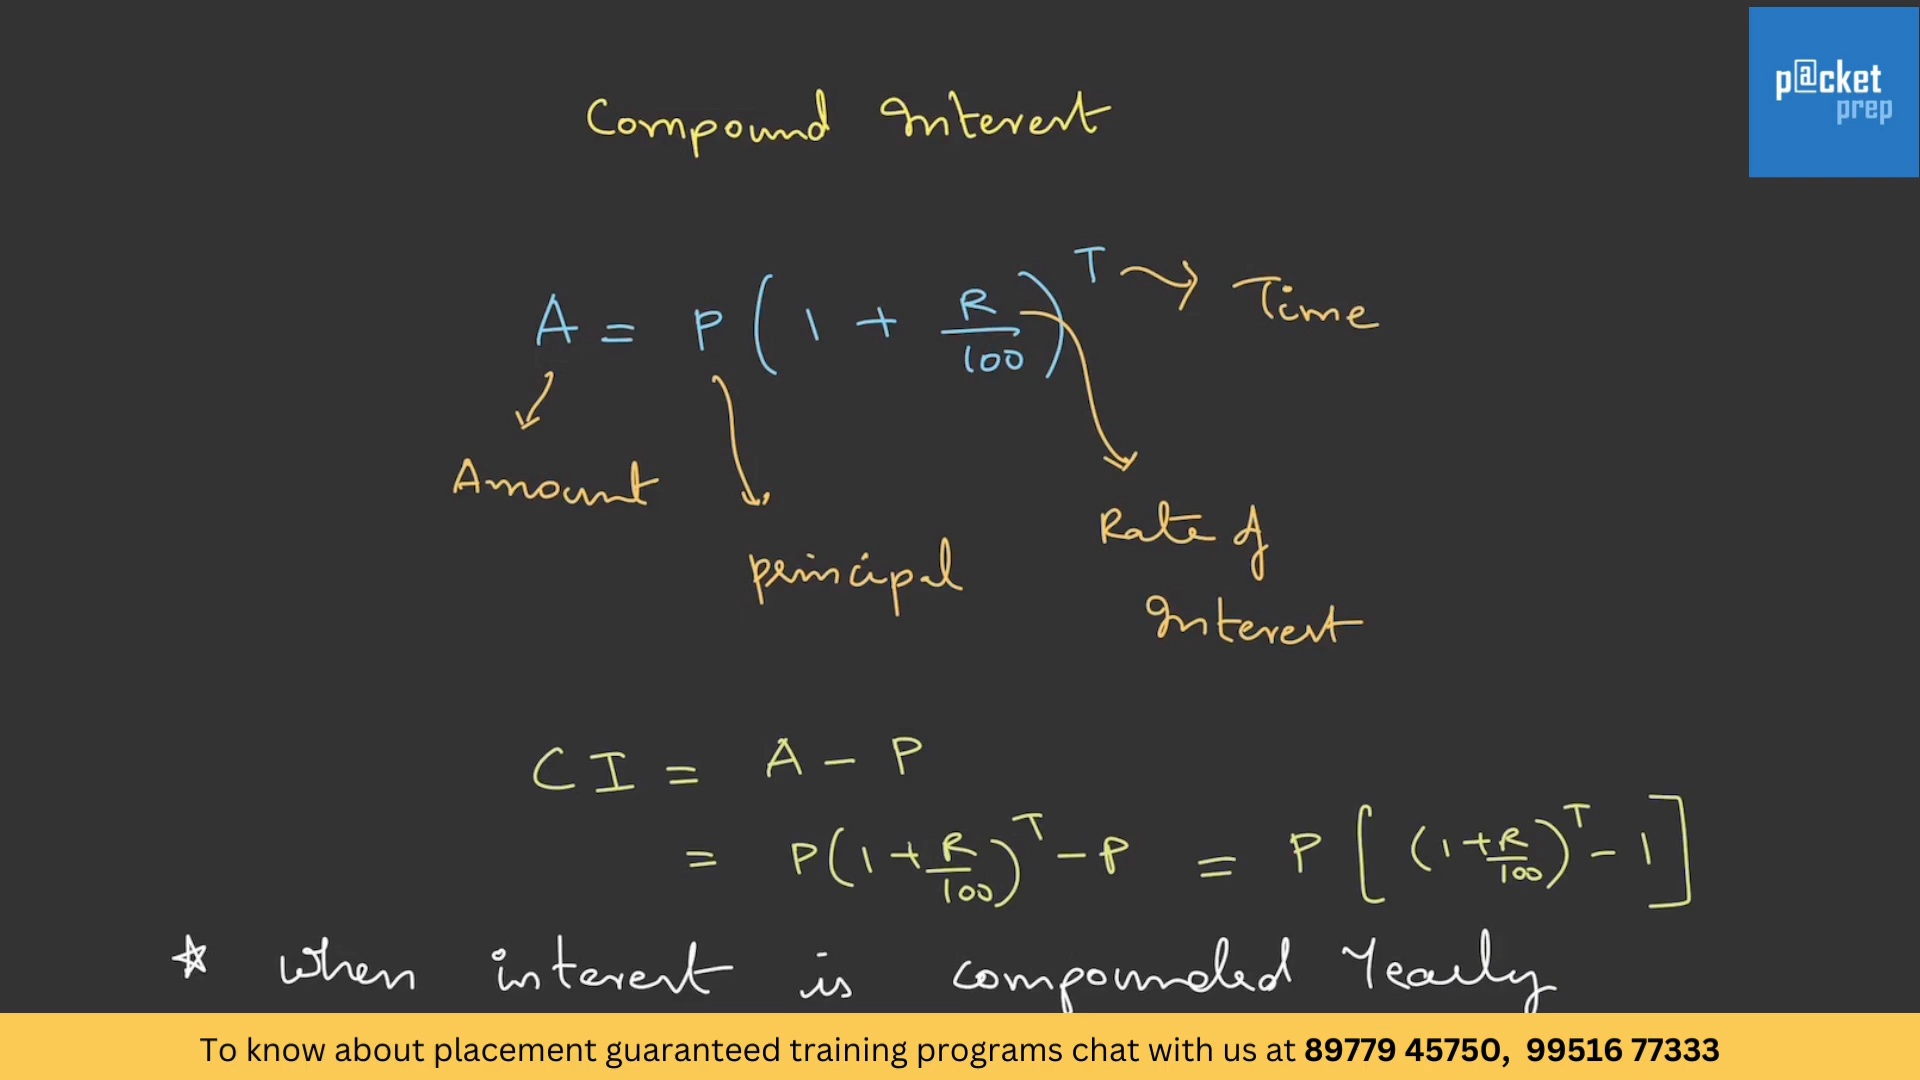 p@cket
prep
Compound Interest
A = P ( 1 + R/100 )^T → Time
Amount
principal
Rate of
Interest
CI = A - P
= P(1+R/100)^T - P = P[(1+R/100)^T - 1]
☆ when interest is compounded Yearly
To know about placement guaranteed training programs chat with us at 89779 45750, 99516 77333